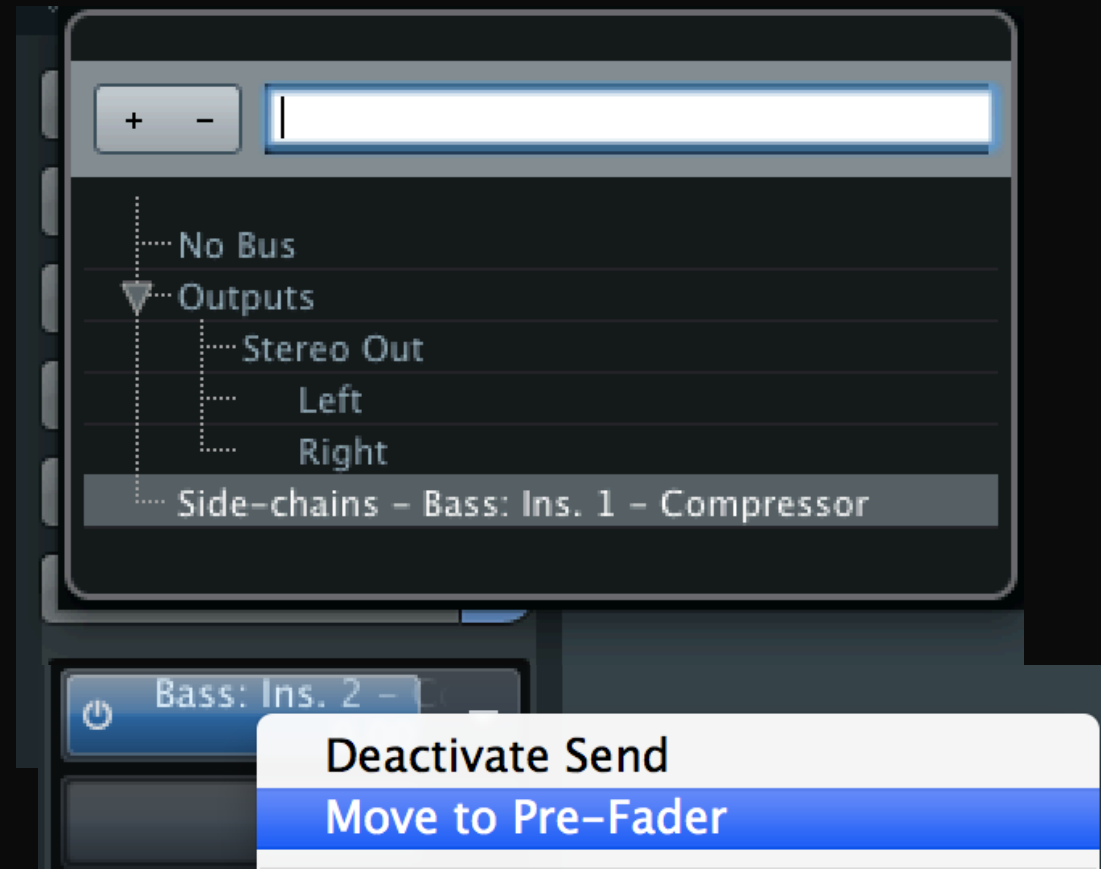 + -
No Bus
Outputs
Stereo Out
Left
Right
Side-chains - Bass: Ins. 1 - Compressor
Bass: Ins. 2 -
Deactivate Send
Move to Pre-Fader